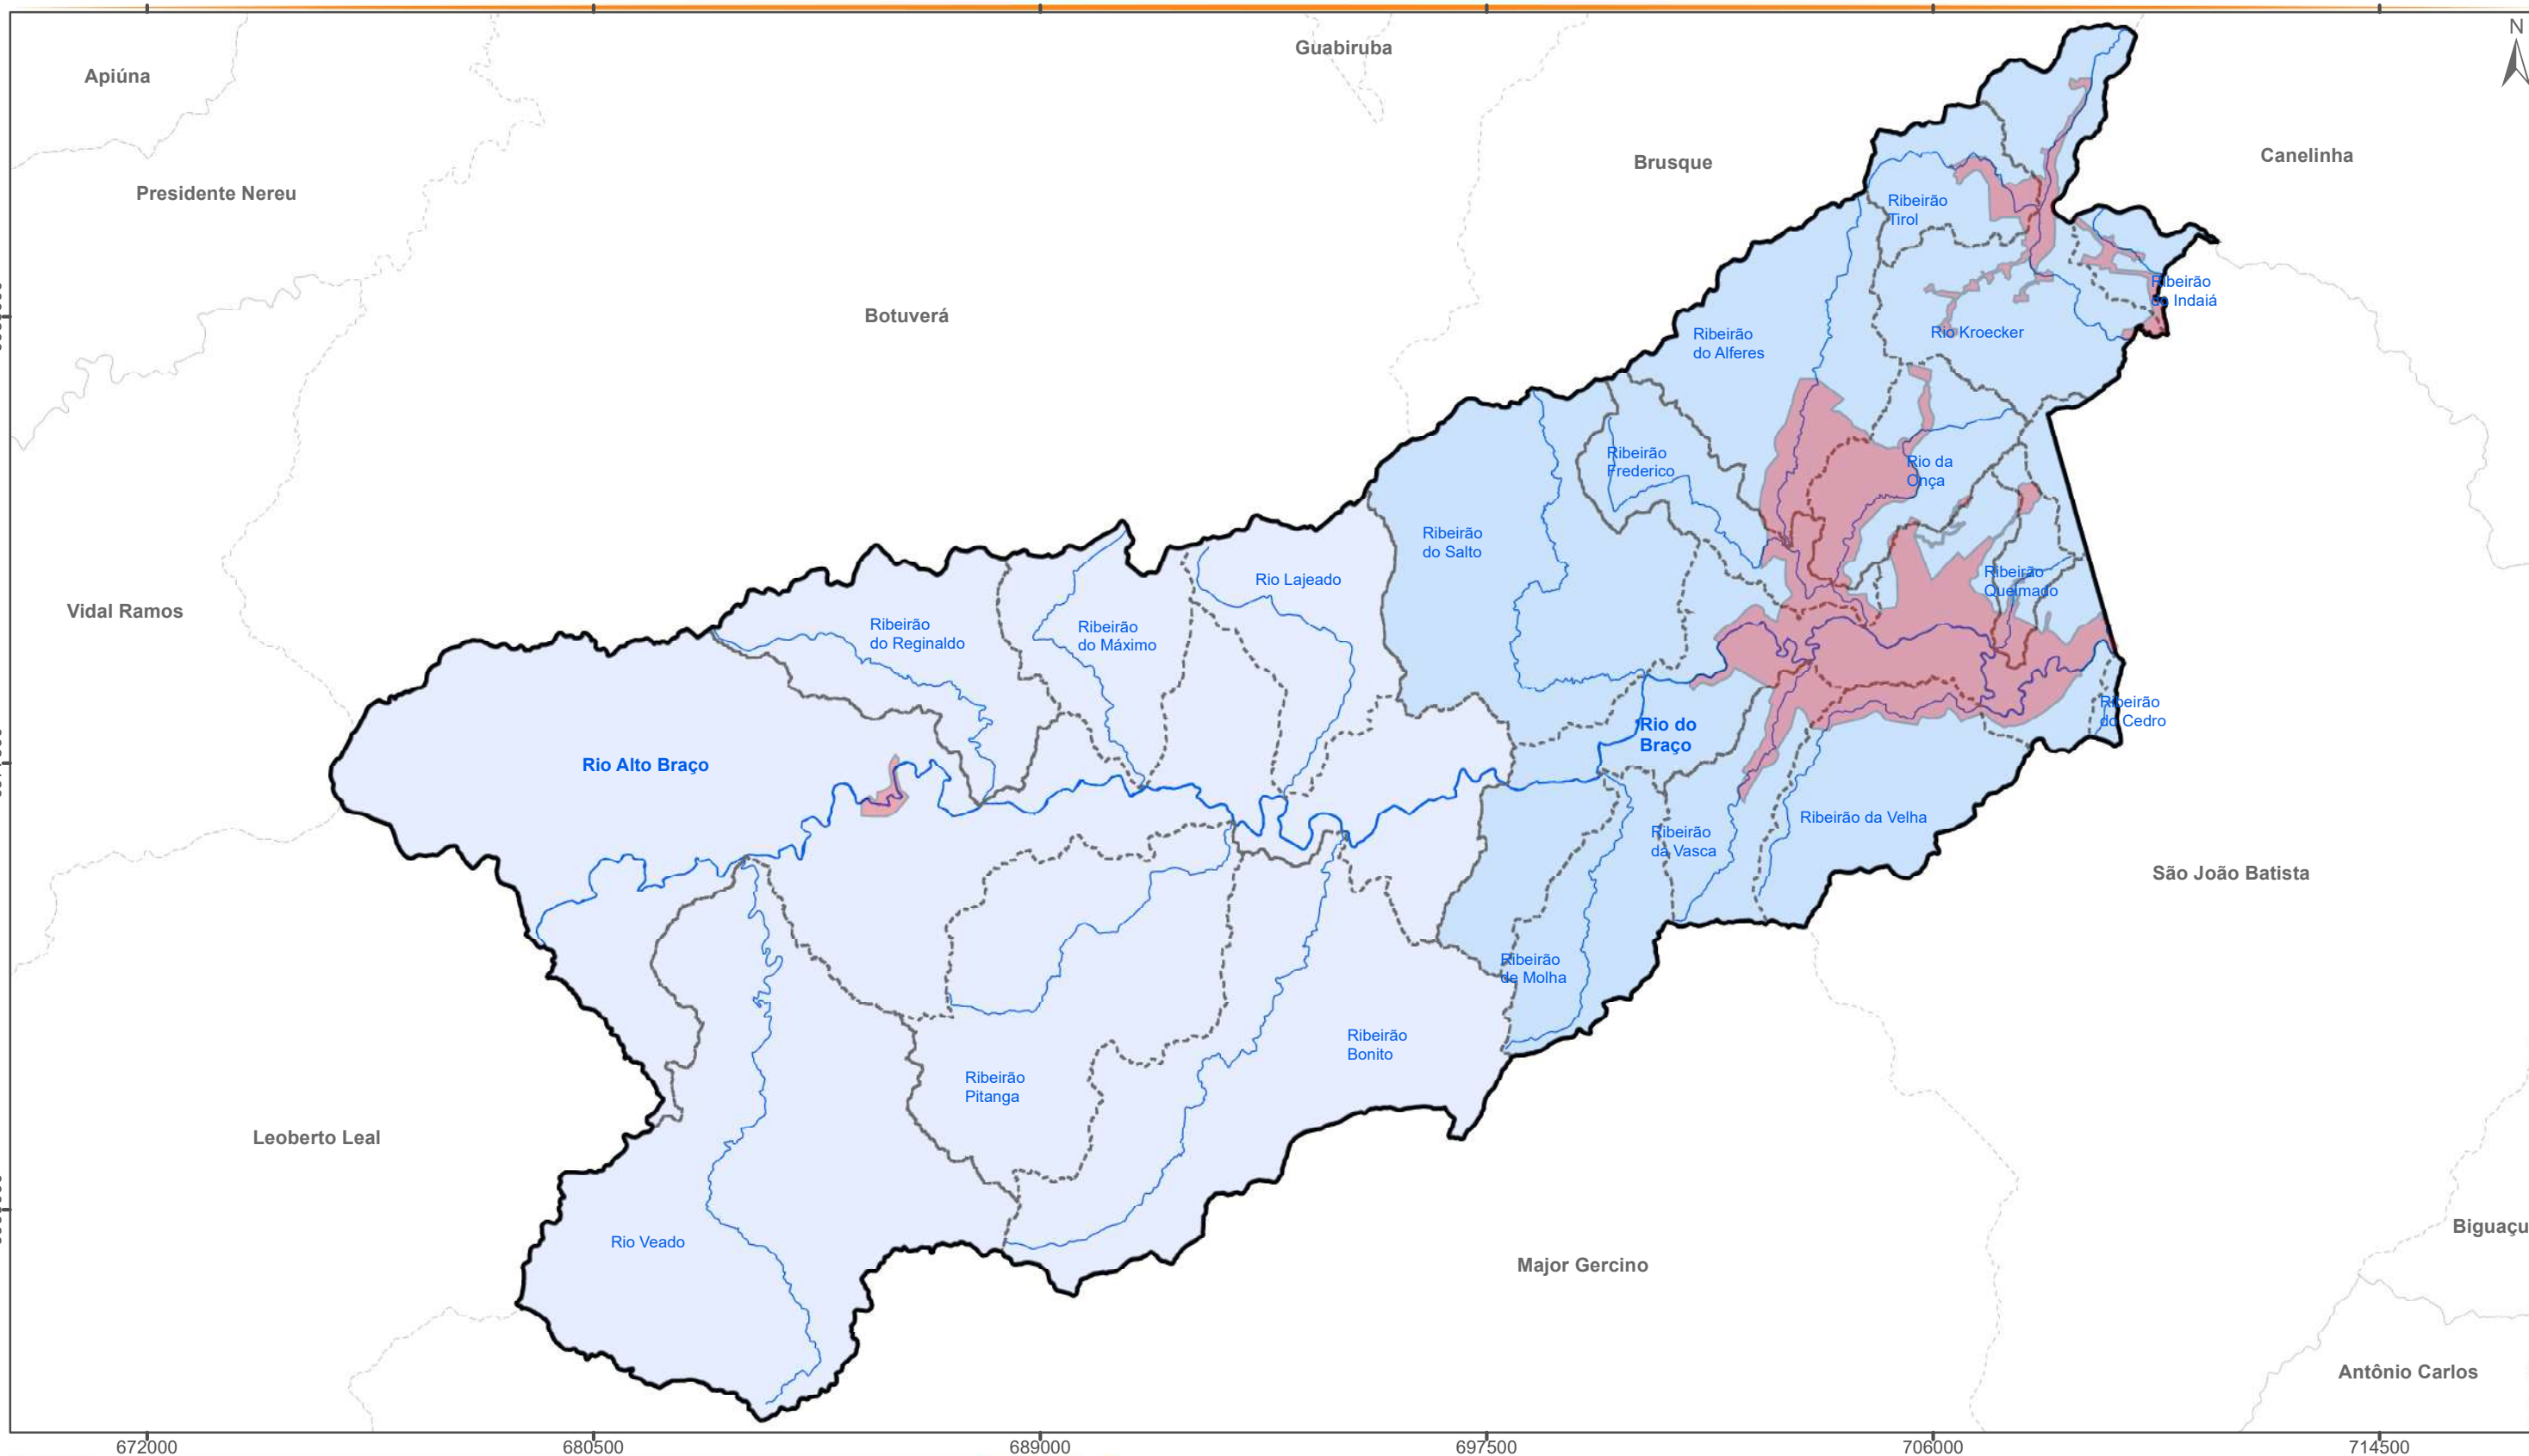 Guabiruba
N
Apiúna
Canelinha
Brusque
Presidente Nereu
Ribeirão
Tirol
Ribeirão
do Indaiá
Botuverá
Rio Kroecker
Ribeirão
do Alferes
Ribeirão
Frederico
Rio da
Onça
Ribeirão
do Salto
Rio Lajeado
Ribeirão
Queimado
Vidal Ramos
Ribeirão
do Reginaldo
Ribeirão
do Máximo
Ribeirão
do Cedro
Rio do
Braço
Rio Alto Braço
Ribeirão da Velha
Ribeirão
da Vasca
São João Batista
Ribeirão
de Molha
Ribeirão
Bonito
Ribeirão
Pitanga
Leoberto Leal
Biguaçu
Rio Veado
Major Gercino
Antônio Carlos
672000
680500
689000
697500
706000
714500